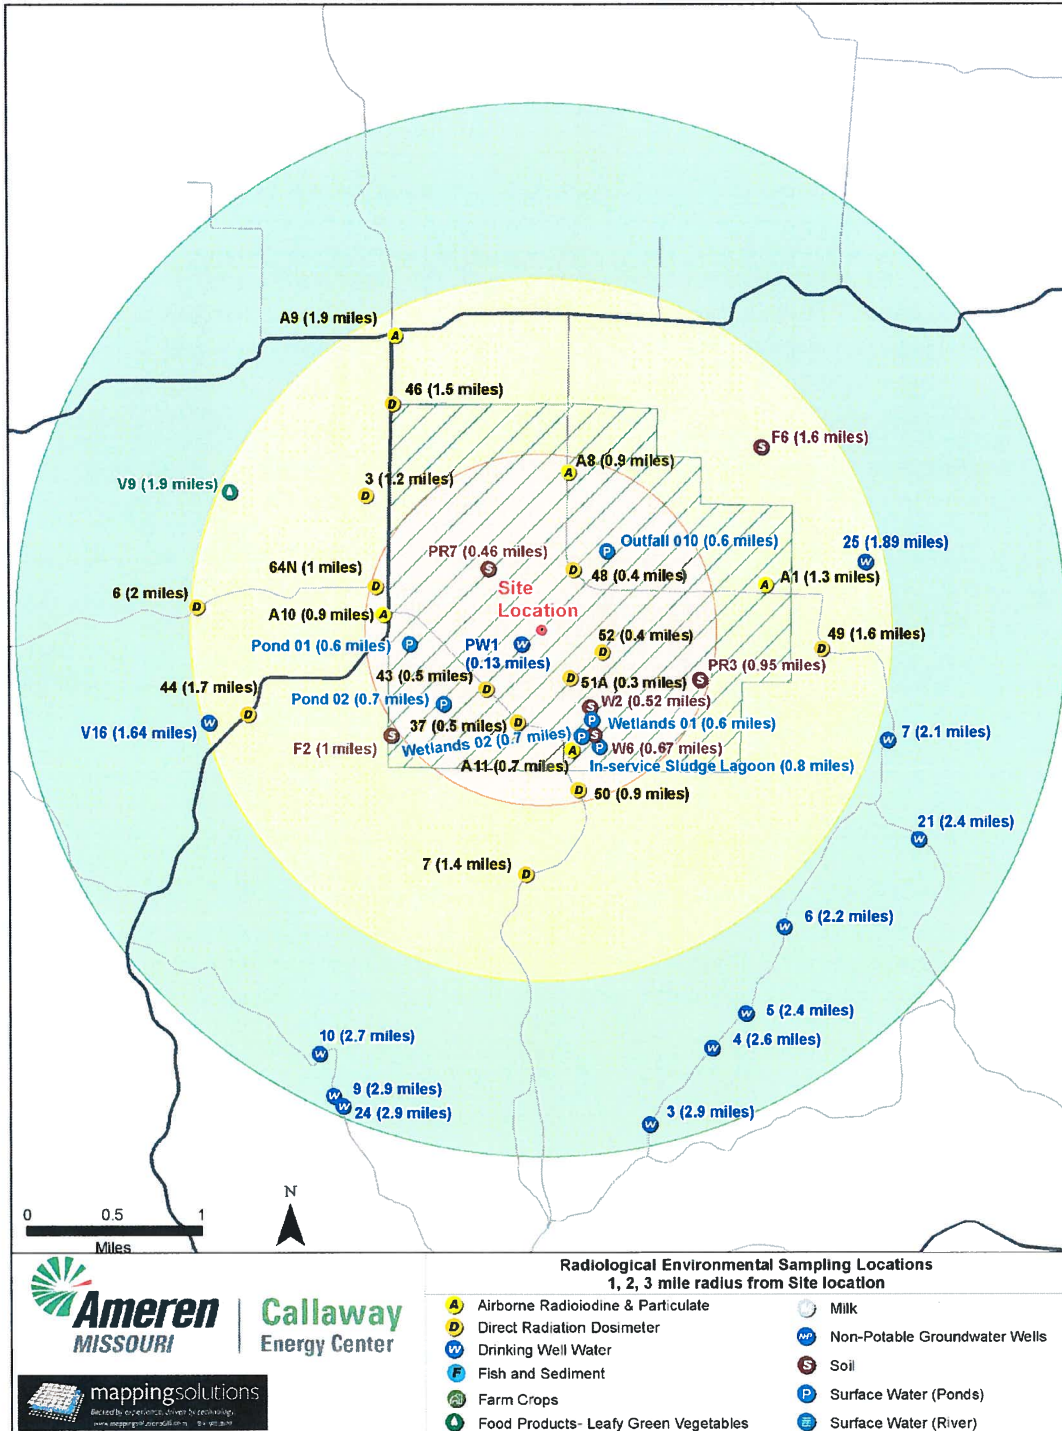 A9 (1.9 miles)
46 (1.5 miles)
F6 (1.6 miles)
A8 (0.9 miles)
3 (1.2 miles)
V9 (1.9 miles)
Outfall 010 (0.6 miles)
25 (1.89 miles)
PR7 (0.46 miles)
64N (1 miles)
48 (0.4 miles)
A1 (1.3 miles)
Site
Location
6 (2 miles)
A10 (0.9 miles)
52 (0.4 miles)
Pond 01 (0.6 miles)
PW1
(0.13 miles)
49 (1.6 miles)
PR3 (0.95 miles)
43 (0.5 miles)
51A (0.3 miles)
44 (1.7 miles)
Pond 02 (0.7 miles)
W2 (0.52 miles)
V16 (1.64 miles)
37 (0.5 miles)
Wetlands 01 (0.6 miles)
7 (2.1 miles)
F2 (1 miles)
Wetlands 02 (0.7 miles)
W6 (0.67 miles)
A11 (0.7 miles)
In-service Sludge Lagoon (0.8 miles)
50 (0.9 miles)
21 (2.4 miles)
7 (1.4 miles)
6 (2.2 miles)
5 (2.4 miles)
10 (2.7 miles)
4 (2.6 miles)
9 (2.9 miles)
24 (2.9 miles)
3 (2.9 miles)
N
0 0.5 1
Miles
Radiological Environmental Sampling Locations
1, 2, 3 mile radius from Site location
A Airborne Radioiodine & Particulate
D Direct Radiation Dosimeter
W Drinking Well Water
F Fish and Sediment
Farm Crops
Food Products- Leafy Green Vegetables
Milk
NP Non-Potable Groundwater Wells
S Soil
P Surface Water (Ponds)
Surface Water (River)
Ameren
MISSOURI
Callaway
Energy Center
mappingsolutions
Backed by experience, driven by technology.